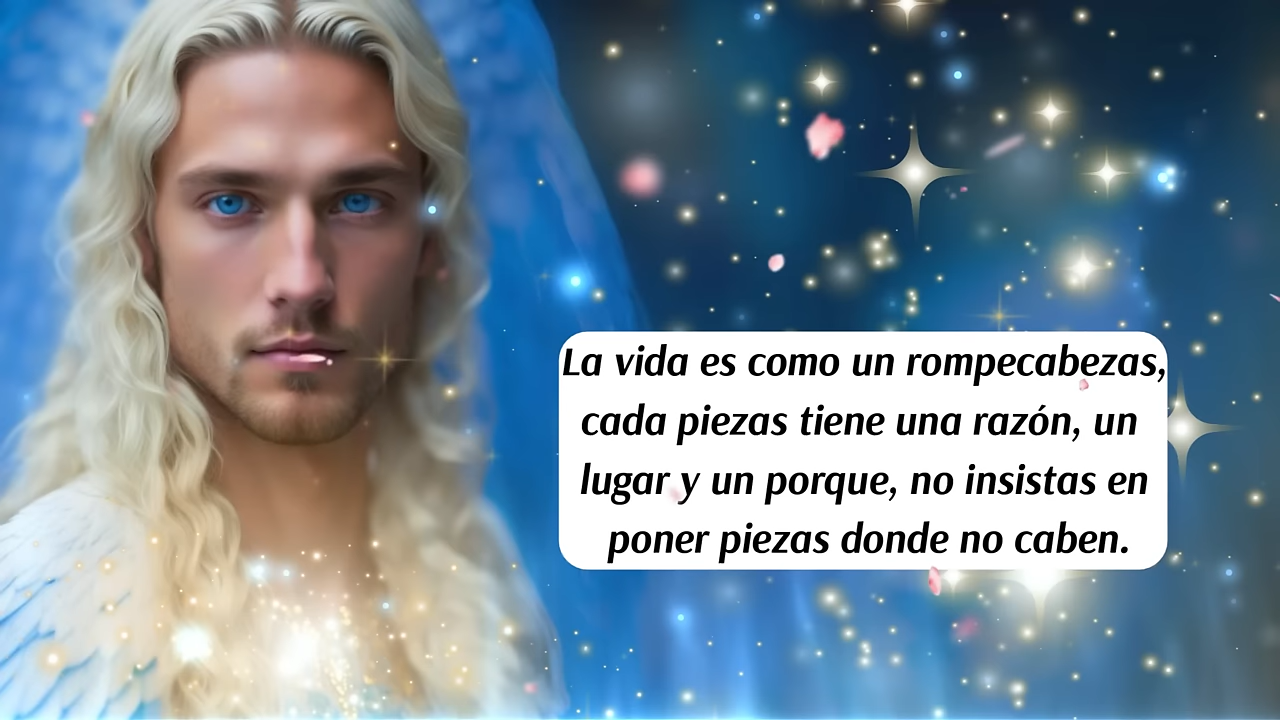 La vida es como un rompecabezas,
cada piezas tiene una razón, un
lugar y un porque, no insistas en
poner piezas donde no caben.